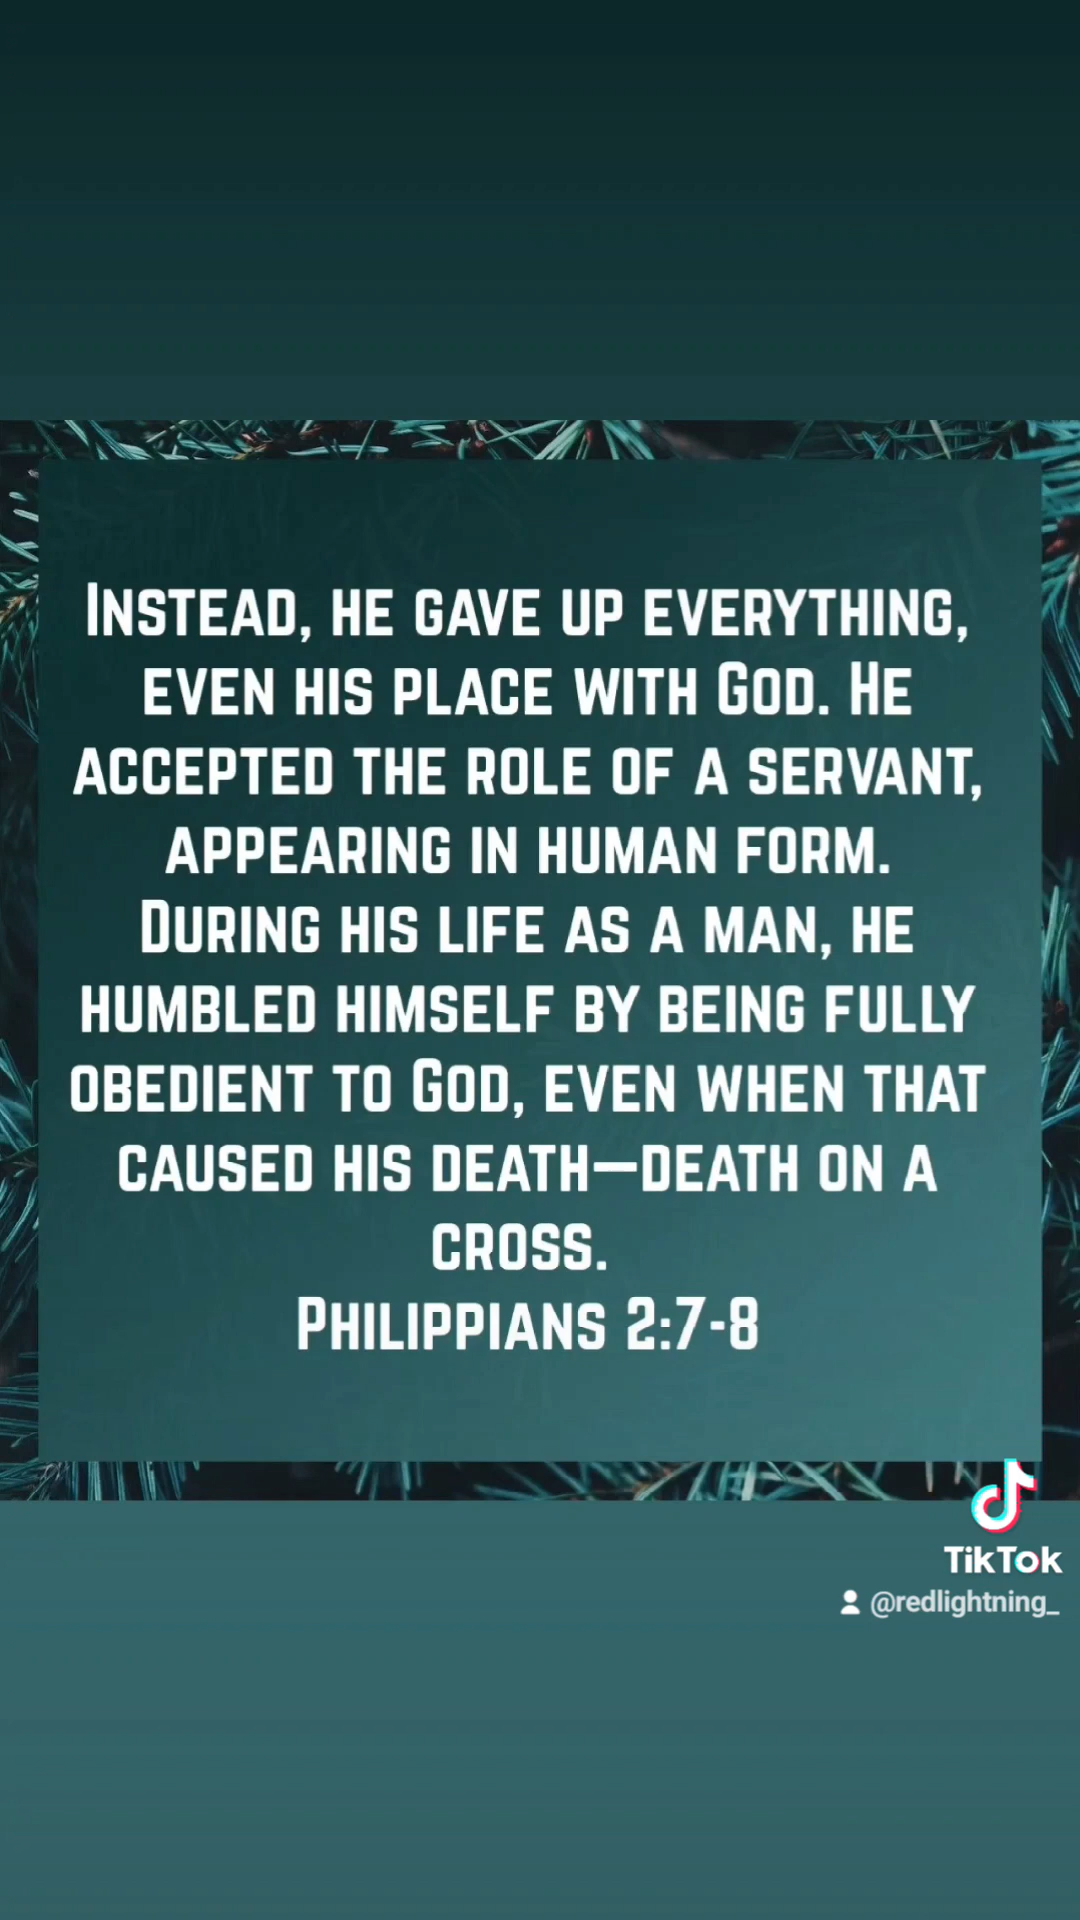 Instead, he gave up everything,
even his place with God. He
accepted the role of a servant,
appearing in human form.
During his life as a man, he
humbled himself by being fully
obedient to God, even when that
caused his death—death on a
cross.
Philippians 2:7-8
TikTok
@redlightning_